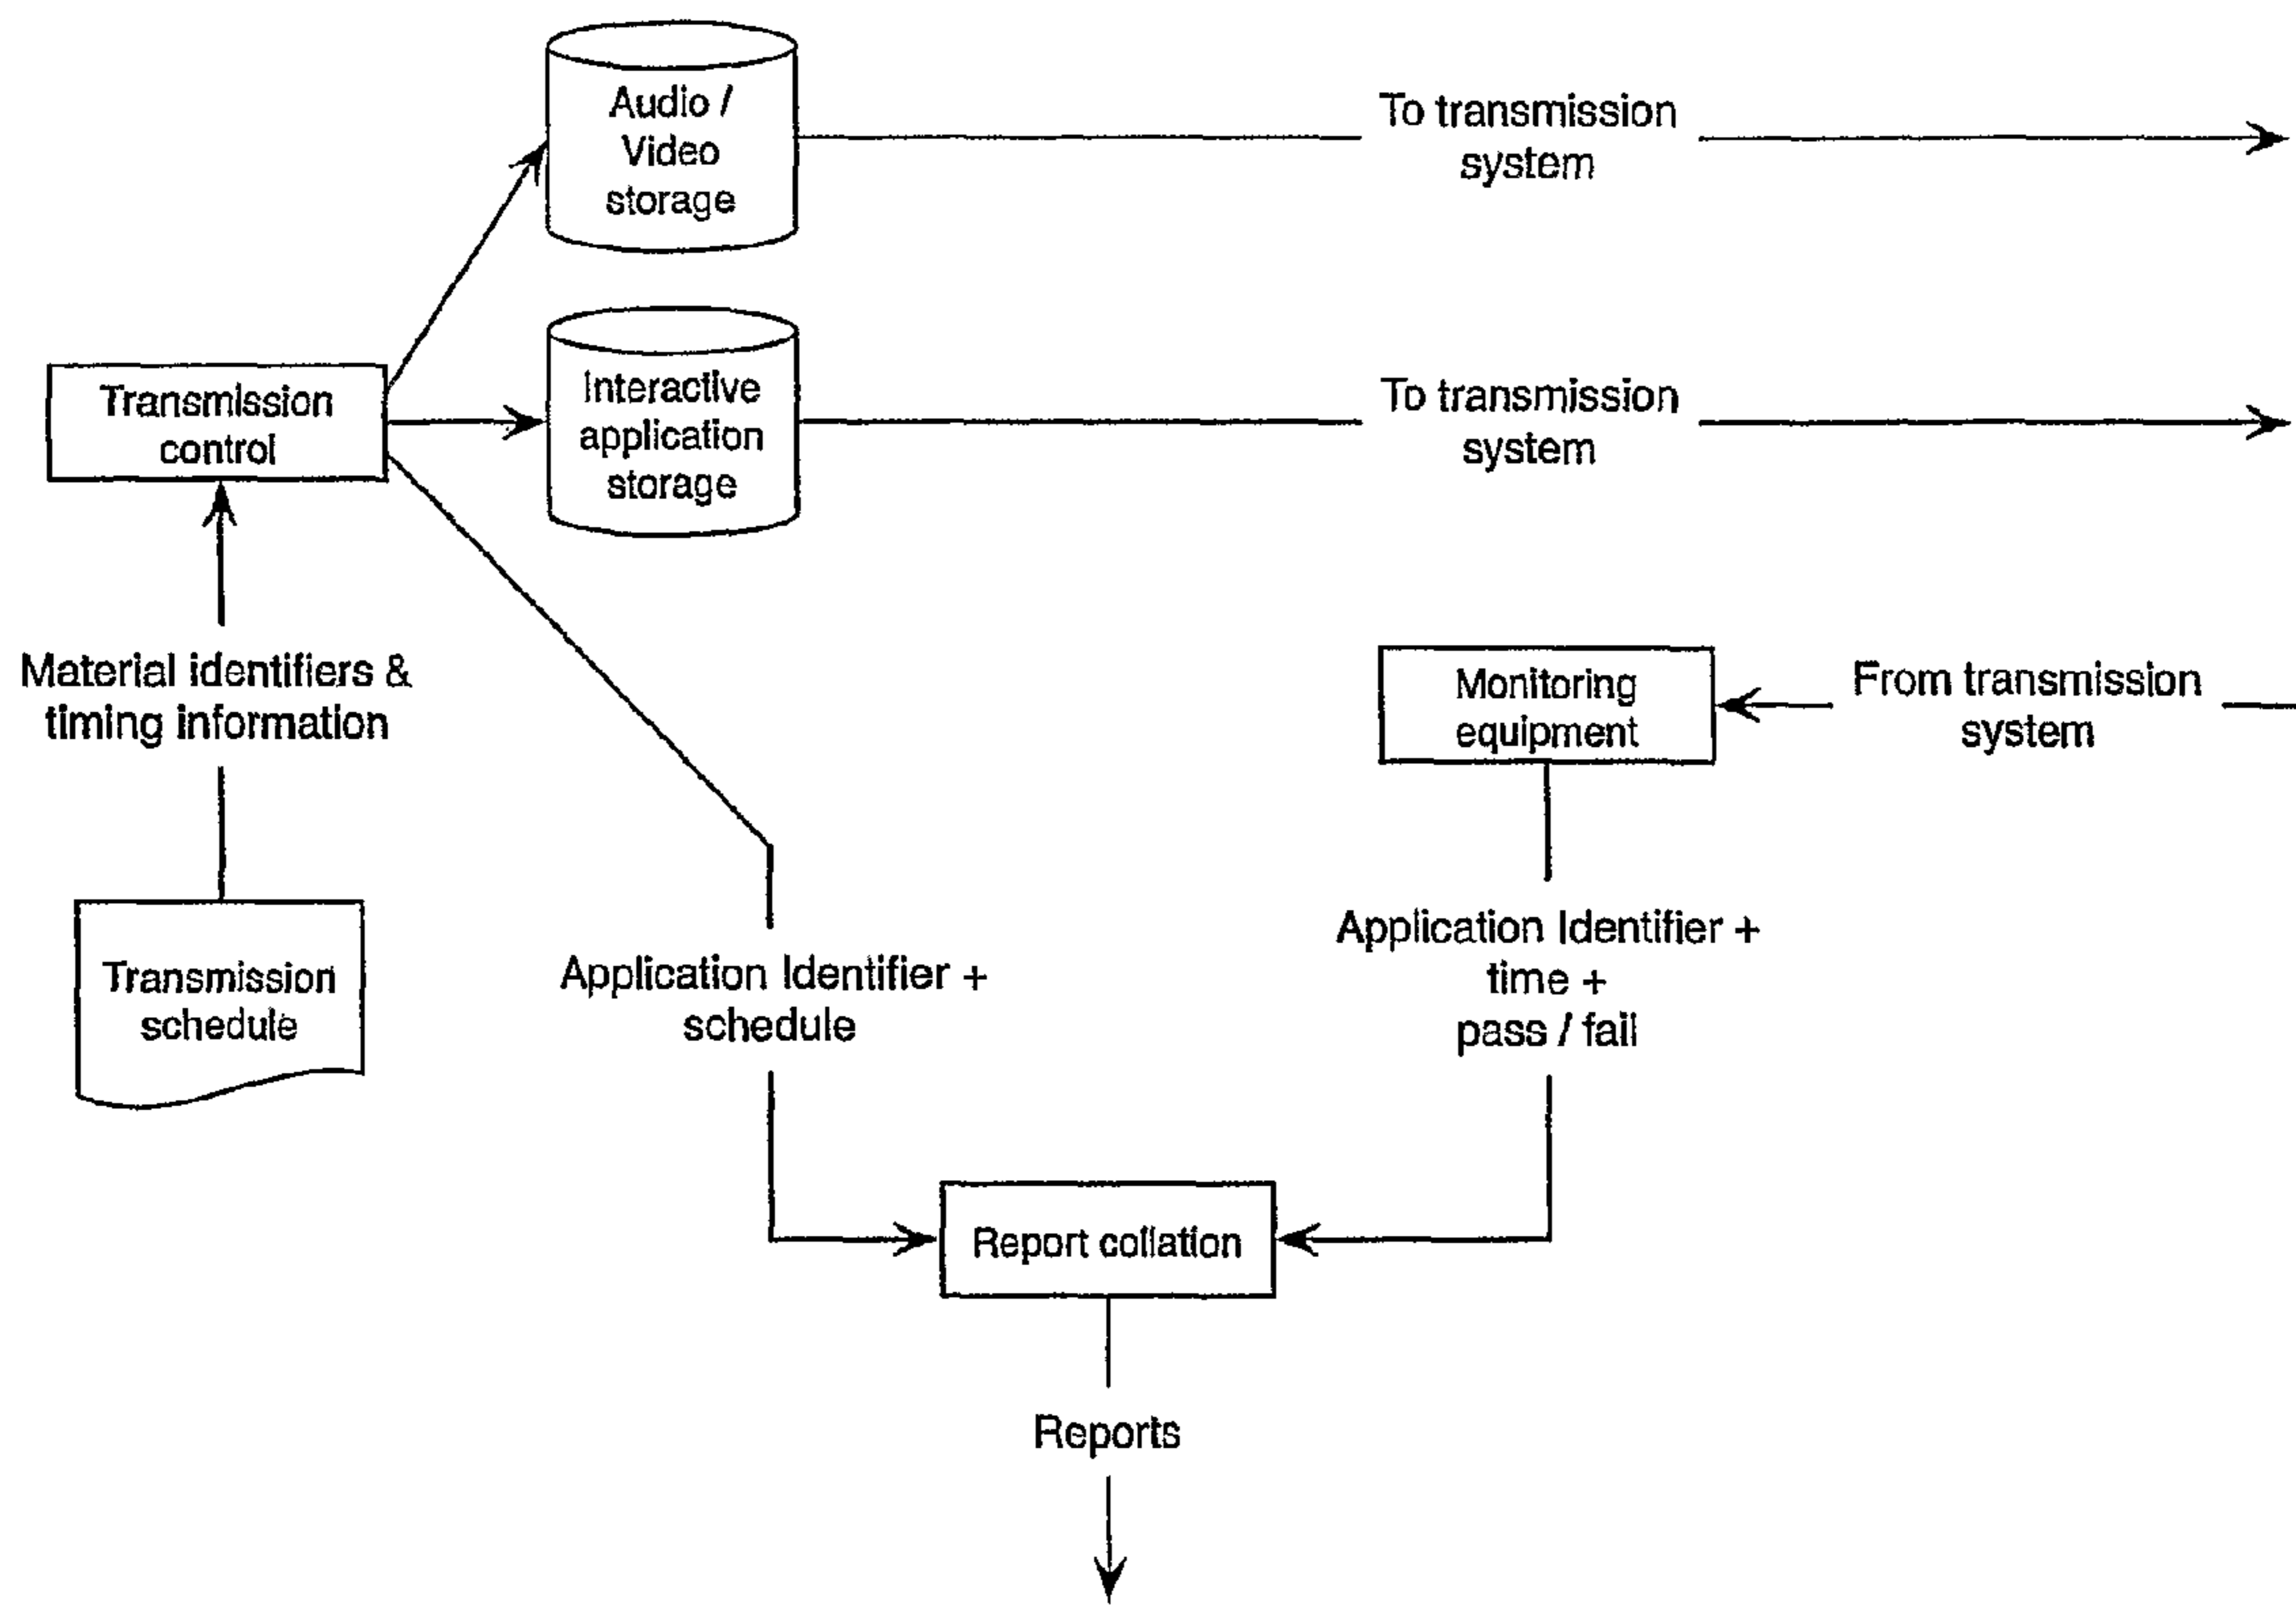 Audio /
Video
storage
To transmission
system
Interactive
application
storage
To transmission
system
Transmission
control
Material identifiers &
timing information
Monitoring
equipment
From transmission
system
Transmission
schedule
Application Identifier +
schedule
Application Identifier +
time +
pass / fail
Report collation
Reports